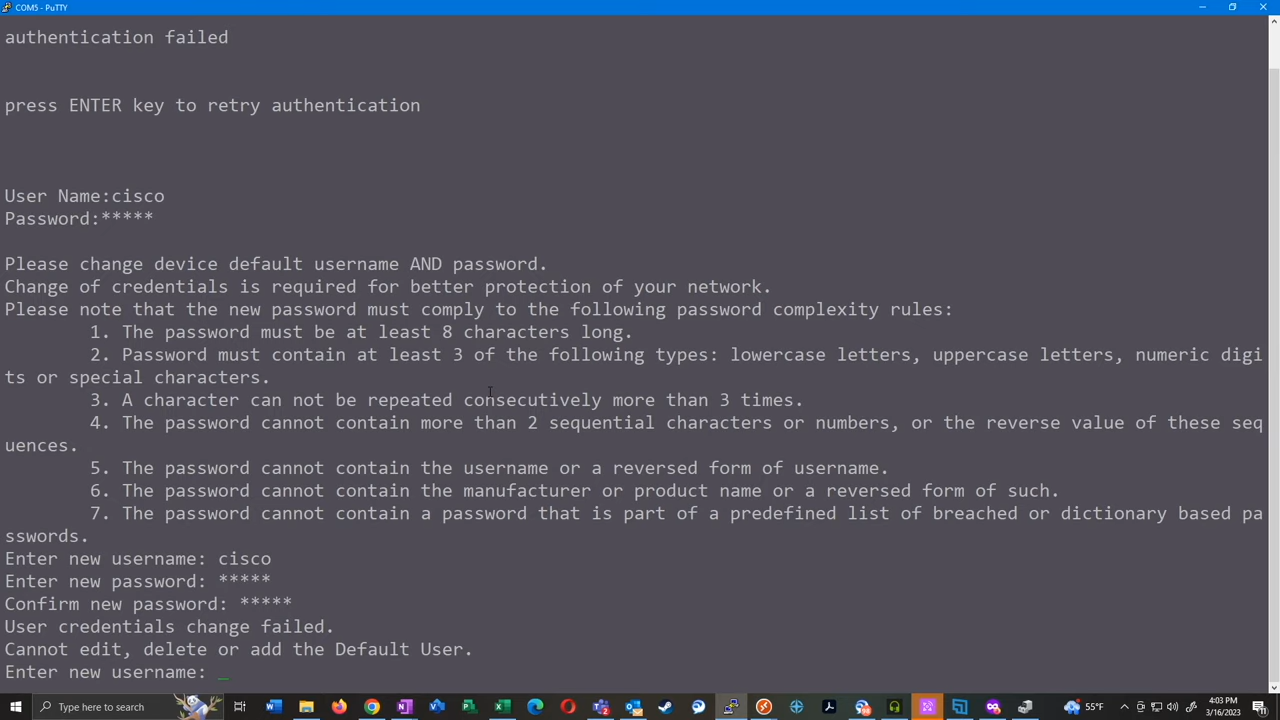 COM5 - PuTTY
authentication failed
press ENTER key to retry authentication
User Name:cisco
Password:*****
Please change device default username AND password.
Change of credentials is required for better protection of your network.
Please note that the new password must comply to the following password complexity rules:
1. The password must be at least 8 characters long.
2. Password must contain at least 3 of the following types: lowercase letters, uppercase letters, numeric digi
ts or special characters.
3. A character can not be repeated consecutively more than 3 times.
4. The password cannot contain more than 2 sequential characters or numbers, or the reverse value of these seq
uences.
5. The password cannot contain the username or a reversed form of username.
6. The password cannot contain the manufacturer or product name or a reversed form of such.
7. The password cannot contain a password that is part of a predefined list of breached or dictionary based pa
sswords.
Enter new username: cisco
Enter new password: *****
Confirm new password: *****
User credentials change failed.
Cannot edit, delete or add the Default User.
Enter new username: _
Type here to search
55°F
4:03 PM
3/16/2023